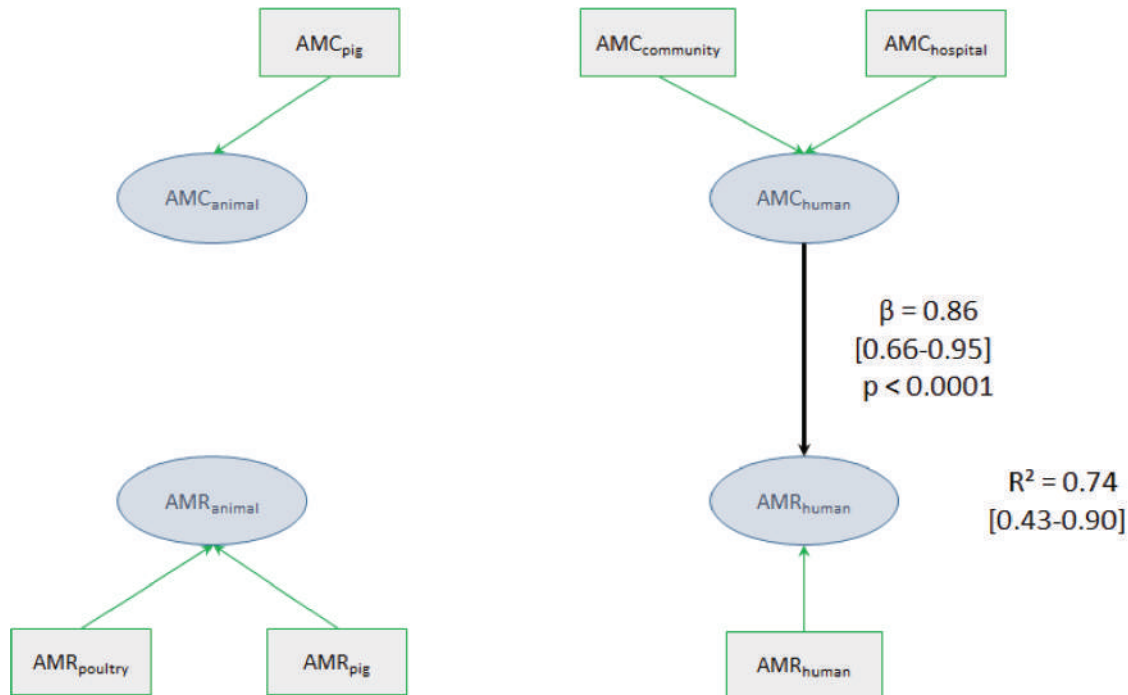 AMCpig
AMCcommunity
AMChospital
AMCanimal
AMChuman
β = 0.86
[0.66-0.95]
p < 0.0001
AMRanimal
AMRhuman
R² = 0.74
[0.43-0.90]
AMRpoultry
AMRpig
AMRhuman